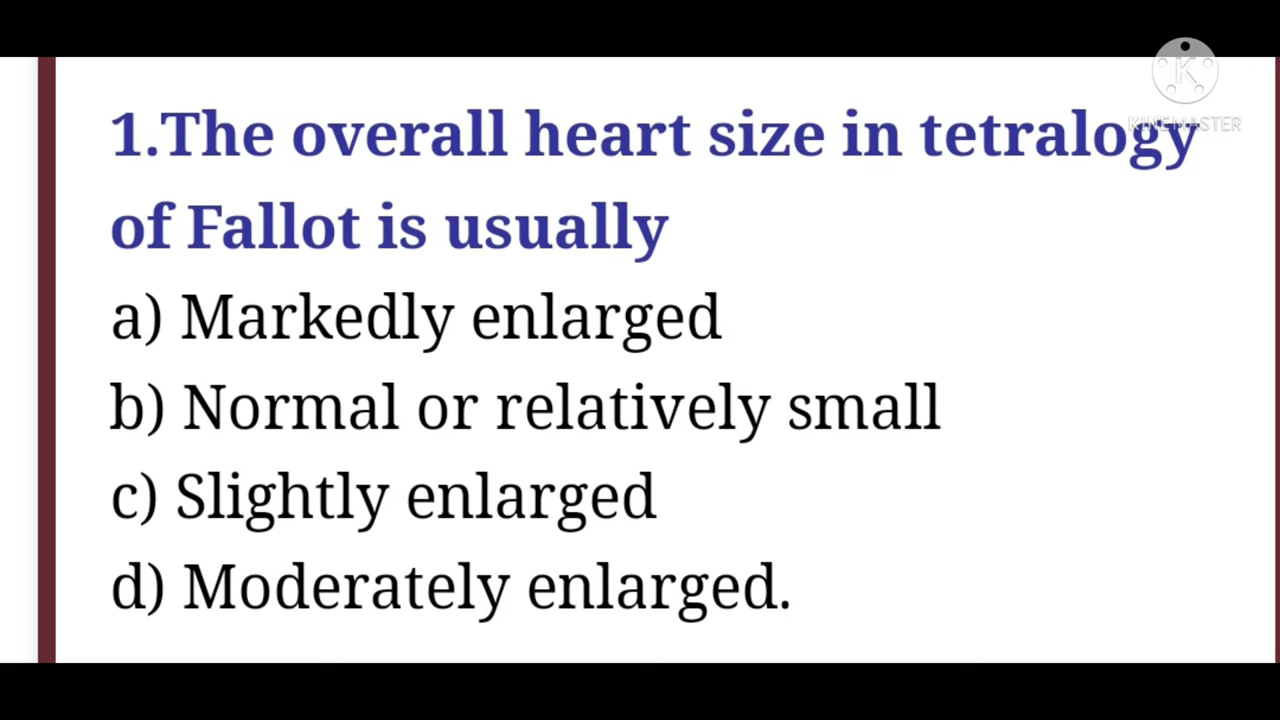 K
KINEMASTER
1.The overall heart size in tetralogy
of Fallot is usually
a) Markedly enlarged
b) Normal or relatively small
c) Slightly enlarged
d) Moderately enlarged.